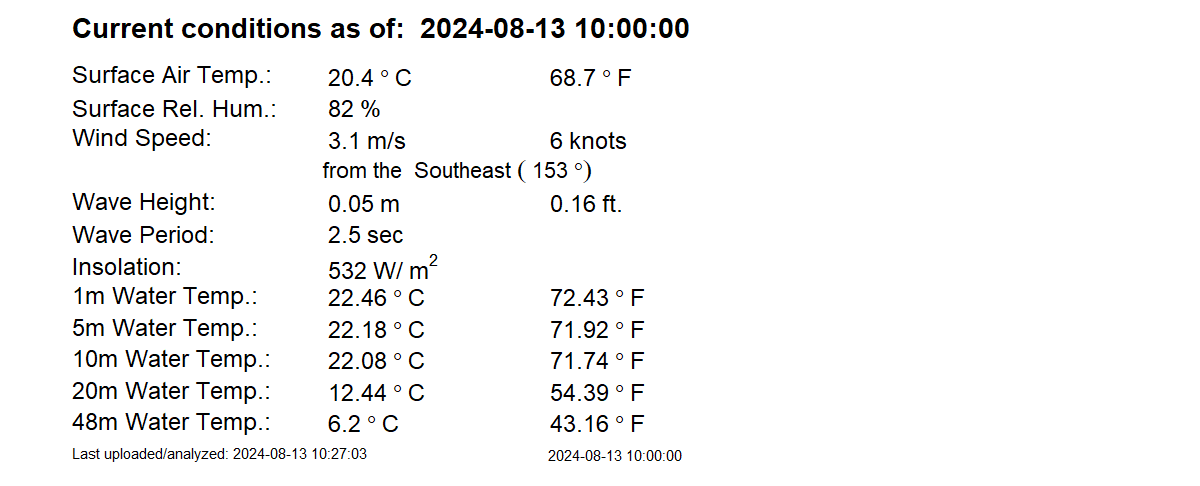 Current conditions as of: 2024-08-13 10:00:00
Surface Air Temp.: 20.4 ° C 68.7 ° F
Surface Rel. Hum.: 82 %
Wind Speed: 3.1 m/s 6 knots
from the Southeast ( 153 °)
Wave Height: 0.05 m 0.16 ft.
Wave Period: 2.5 sec
Insolation: 532 W/ m²
1m Water Temp.: 22.46 ° C 72.43 ° F
5m Water Temp.: 22.18 ° C 71.92 ° F
10m Water Temp.: 22.08 ° C 71.74 ° F
20m Water Temp.: 12.44 ° C 54.39 ° F
48m Water Temp.: 6.2 ° C 43.16 ° F
Last uploaded/analyzed: 2024-08-13 10:27:03 2024-08-13 10:00:00